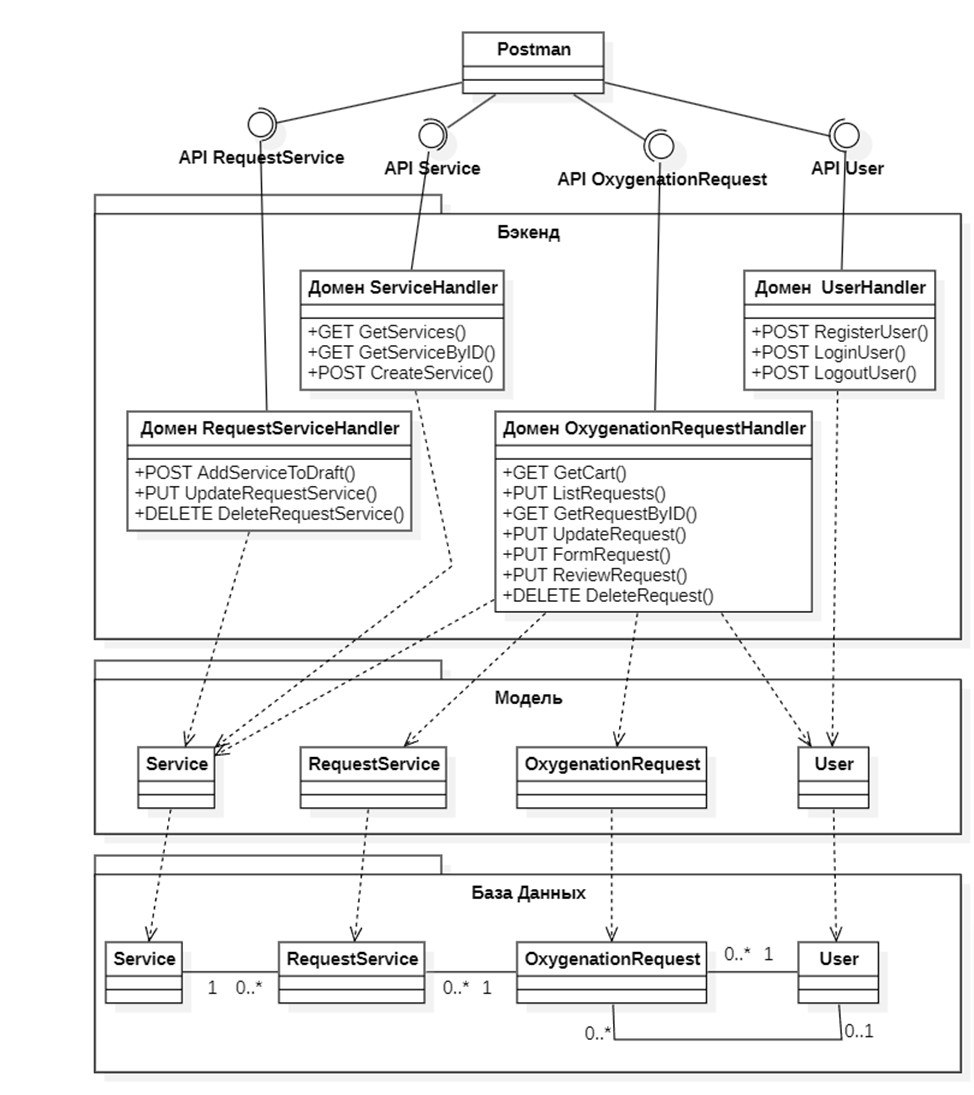 Postman
API RequestService
API Service
API OxygenationRequest
API User
Бэкенд
Домен ServiceHandler
+GET GetServices()
+GET GetServiceByID()
+POST CreateService()
Домен UserHandler
+POST RegisterUser()
+POST LoginUser()
+POST LogoutUser()
Домен RequestServiceHandler
+POST AddServiceToDraft()
+PUT UpdateRequestService()
+DELETE DeleteRequestService()
Домен OxygenationRequestHandler
+GET GetCart()
+PUT ListRequests()
+GET GetRequestByID()
+PUT UpdateRequest()
+PUT FormRequest()
+PUT ReviewRequest()
+DELETE DeleteRequest()
Модель
Service
RequestService
OxygenationRequest
User
База Данных
Service
RequestService
OxygenationRequest
User
1 0..*
0..* 1
0..* 1
0..*
0..1